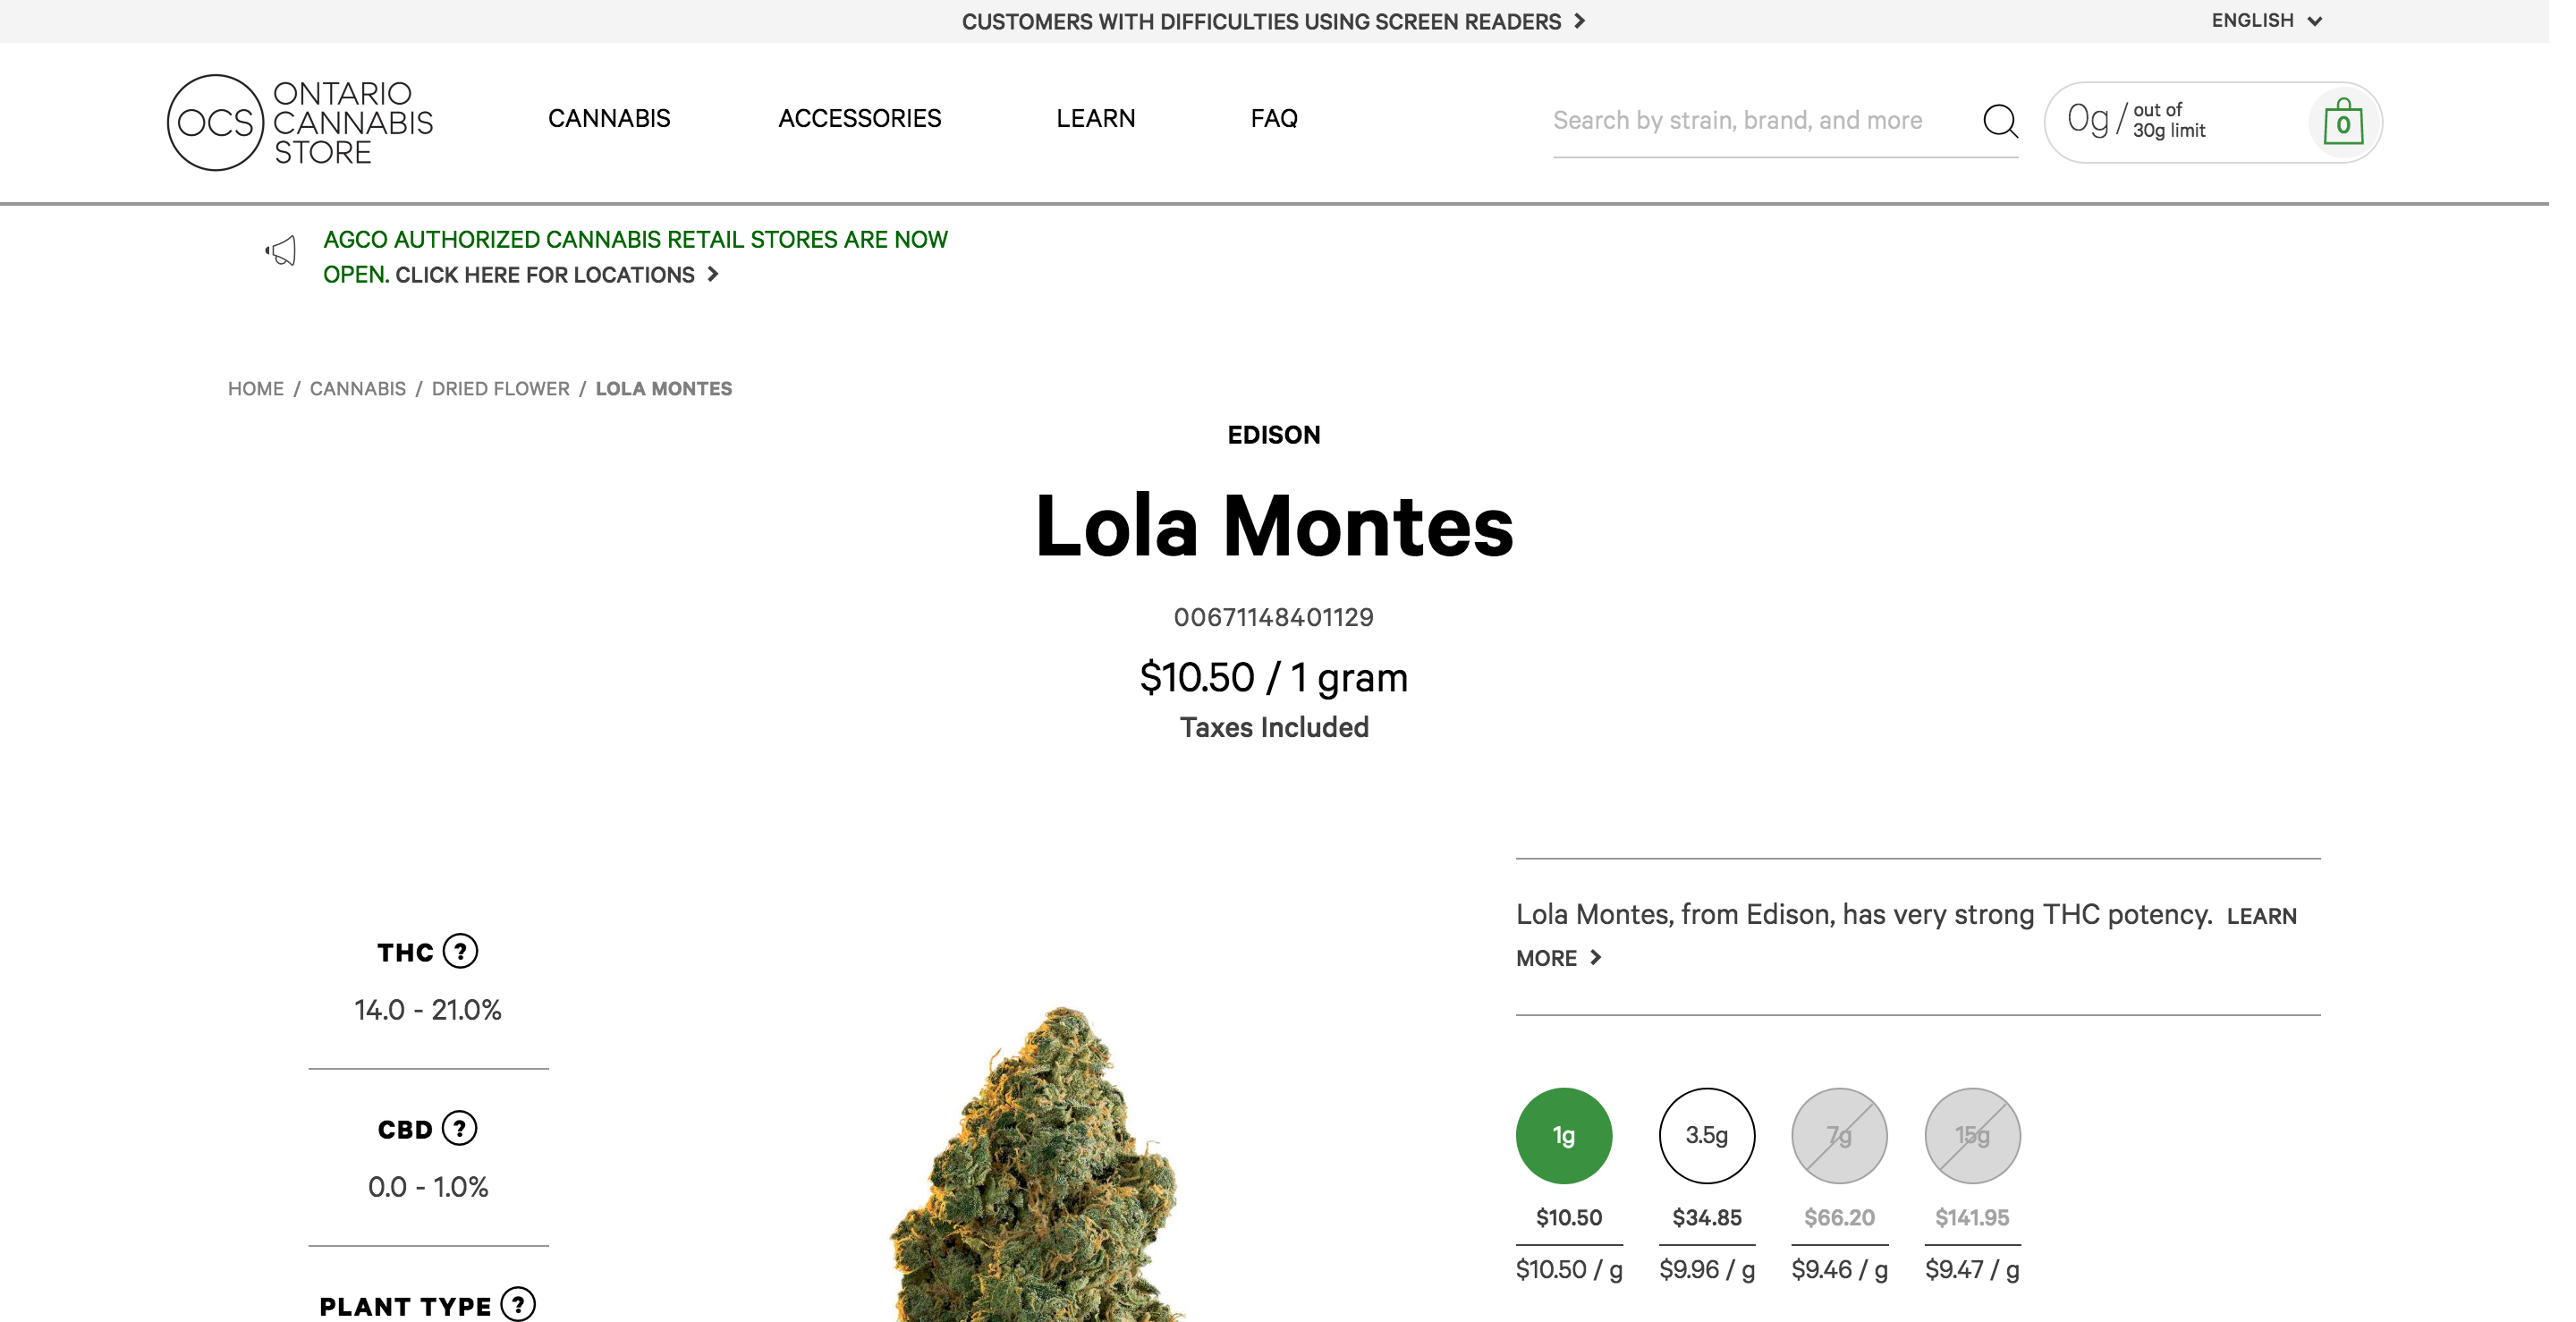 CUSTOMERS WITH DIFFICULTIES USING SCREEN READERS
ENGLISH
OCS
ONTARIO
CANNABIS
STORE
CANNABIS
ACCESSORIES
LEARN
FAQ
Search by strain, brand, and more
0g / out of
30g limit
0
AGCO AUTHORIZED CANNABIS RETAIL STORES ARE NOW
OPEN. CLICK HERE FOR LOCATIONS
HOME / CANNABIS / DRIED FLOWER / LOLA MONTES
EDISON
Lola Montes
00671148401129
$10.50 / 1 gram
Taxes Included
THC ?
14.0 - 21.0%
CBD ?
0.0 - 1.0%
PLANT TYPE ?
Lola Montes, from Edison, has very strong THC potency. LEARN
MORE
1g 3.5g 7g 15g
$10.50 $34.85 $66.20 $141.95
$10.50 / g $9.96 / g $9.46 / g $9.47 / g